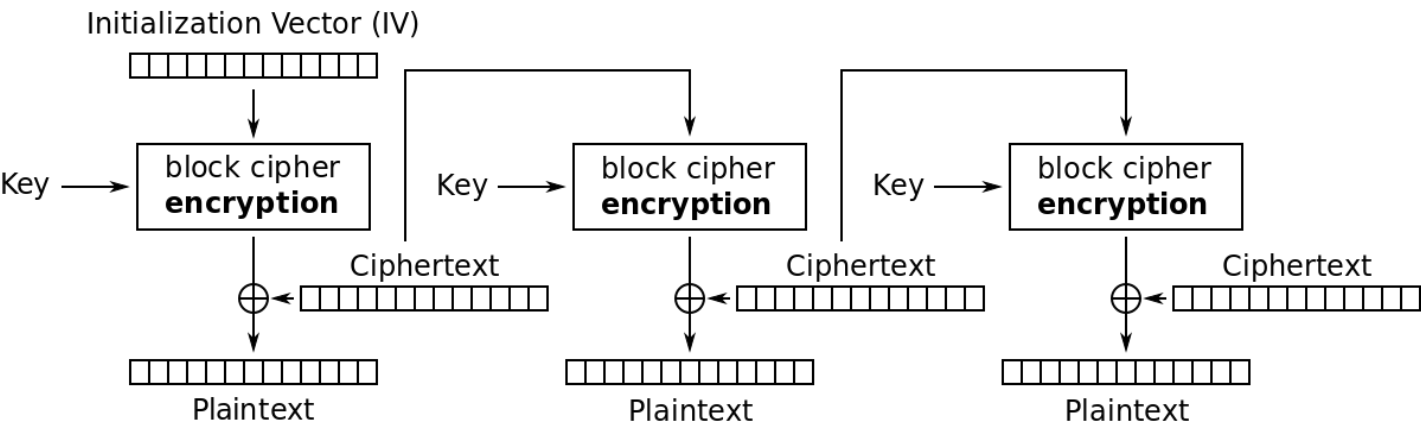 Initialization Vector (IV)
Key
block cipher
encryption
Ciphertext
Plaintext
Key
block cipher
encryption
Ciphertext
Plaintext
Key
block cipher
encryption
Ciphertext
Plaintext